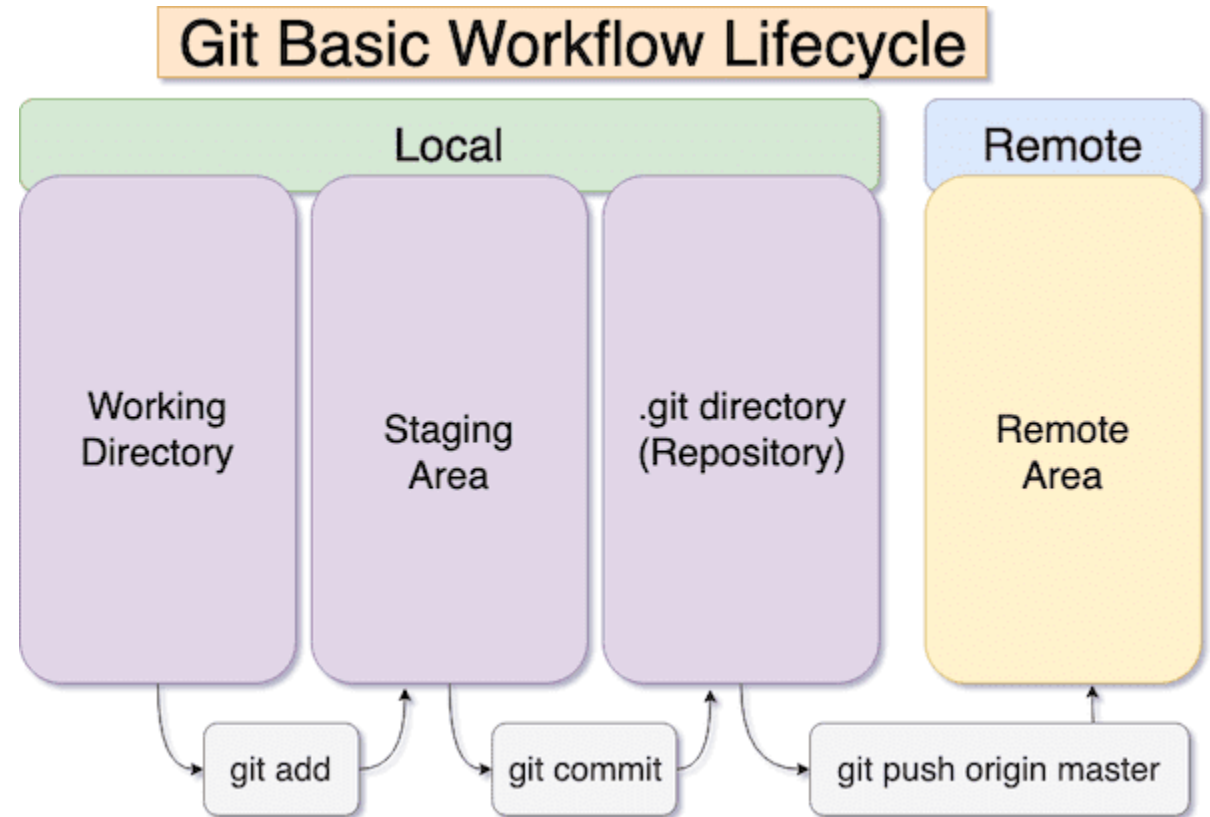 Git Basic Workflow Lifecycle
Local
Remote
Working
Directory
Staging
Area
.git directory
(Repository)
Remote
Area
git add
git commit
git push origin master